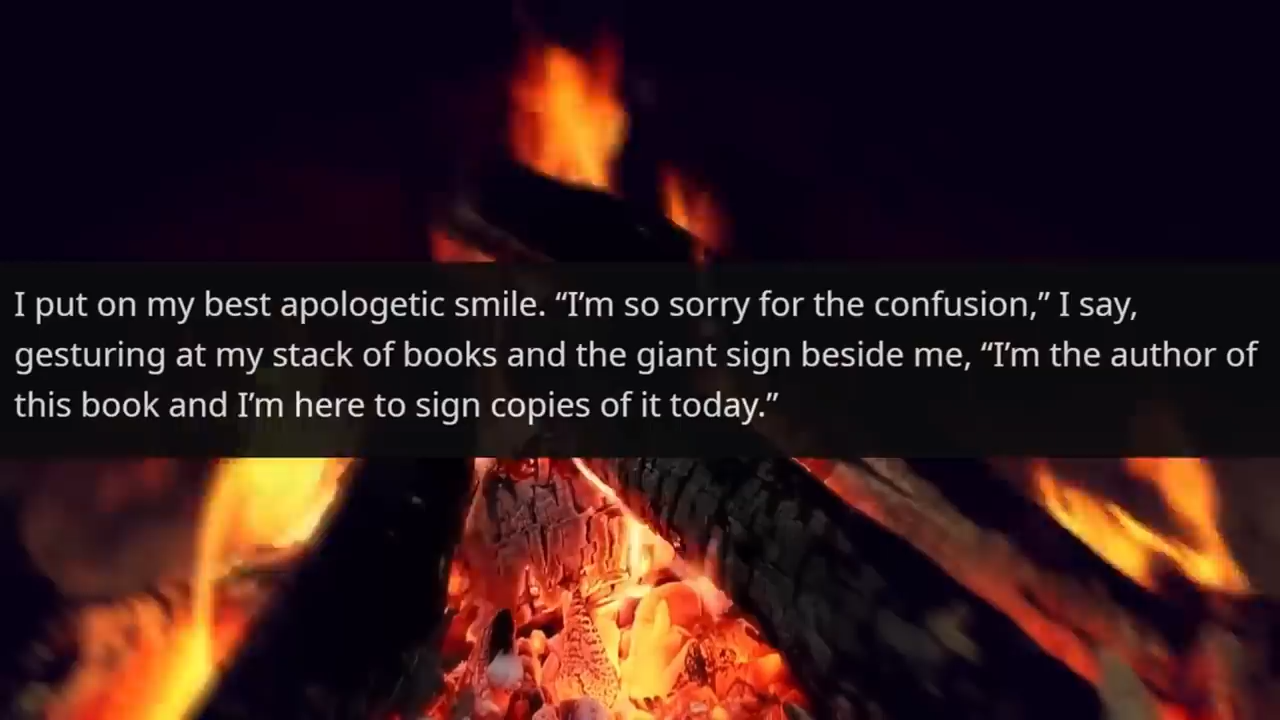 I put on my best apologetic smile. “I’m so sorry for the confusion,” I say,
gesturing at my stack of books and the giant sign beside me, “I’m the author of
this book and I’m here to sign copies of it today.”